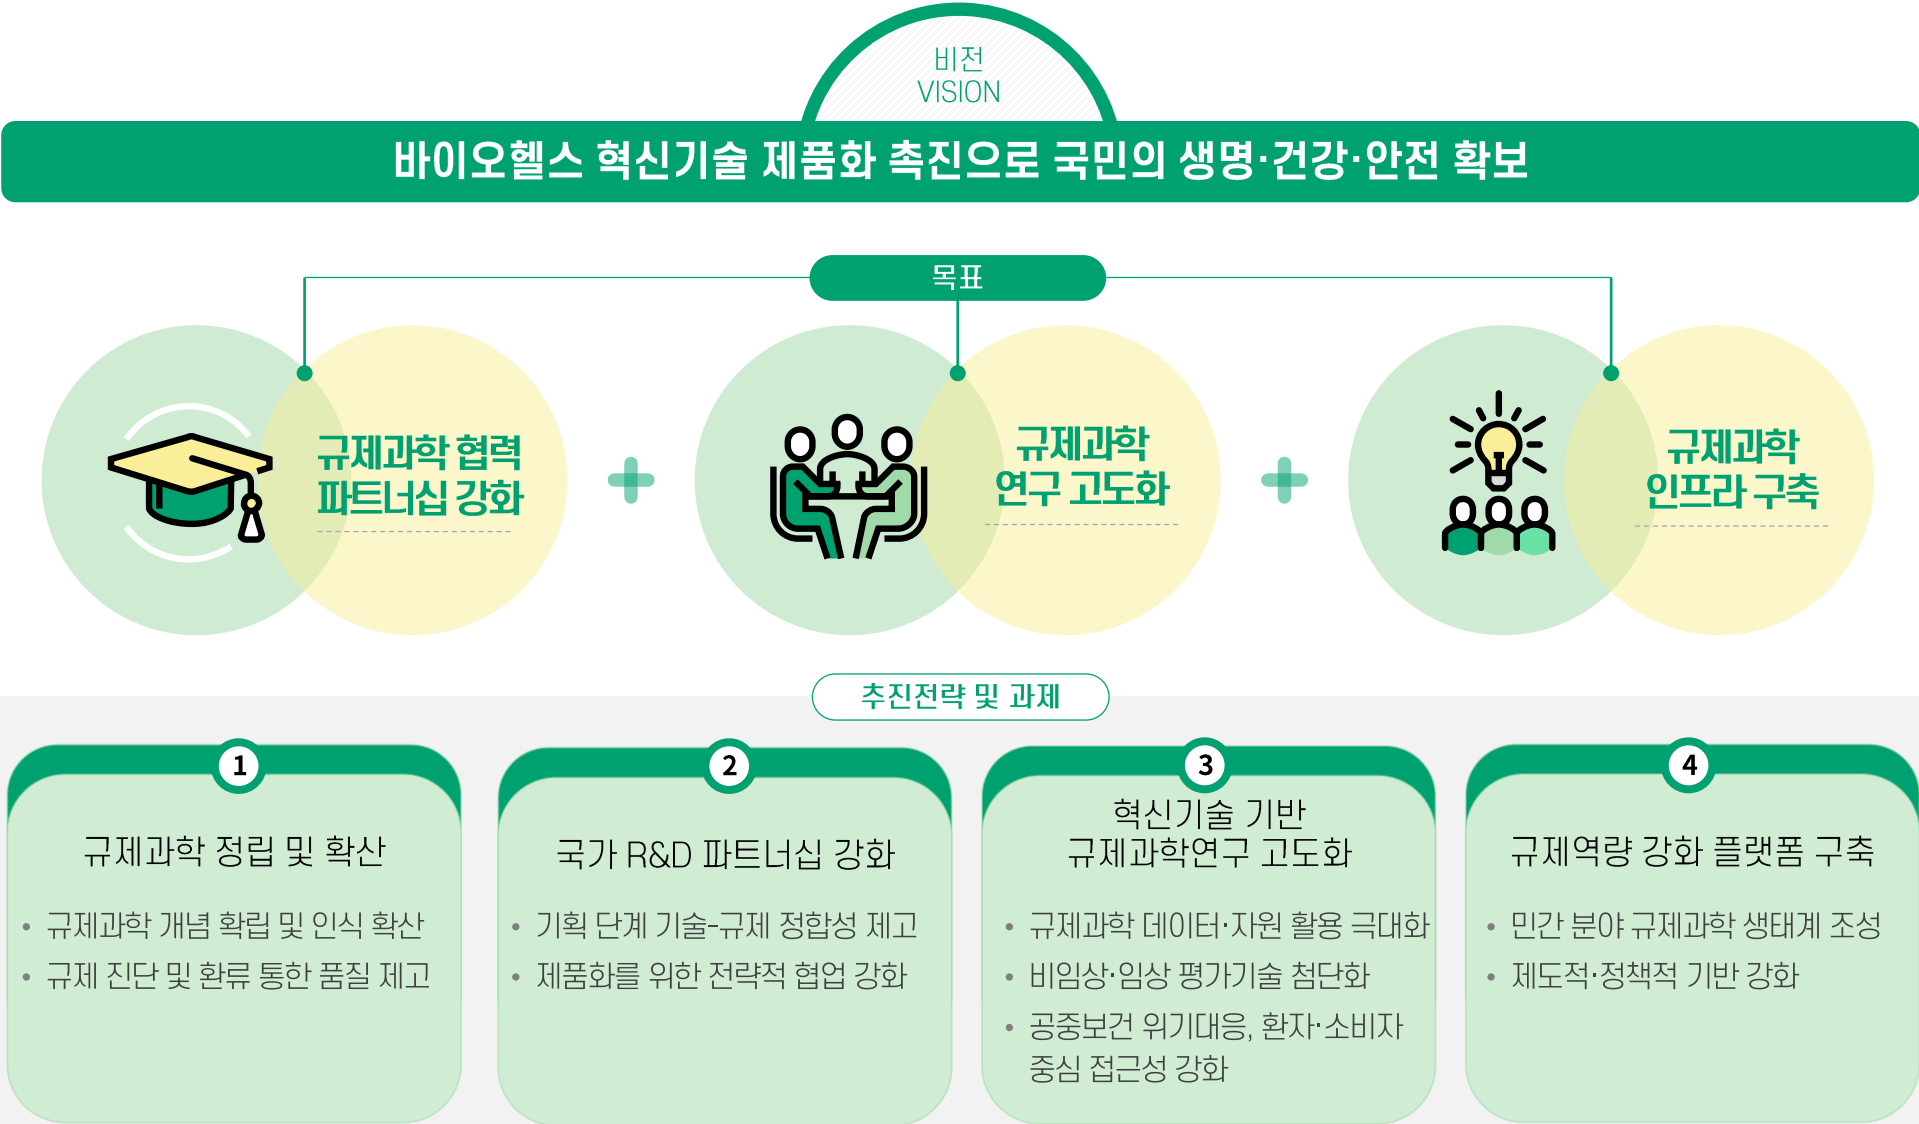 비전
VISION
바이오헬스 혁신기술 제품화 촉진으로 국민의 생명·건강·안전 확보
목표
규제과학 협력
파트너십 강화
규제과학
연구 고도화
규제과학
인프라 구축
추진전략 및 과제
1
규제과학 정립 및 확산
• 규제과학 개념 확립 및 인식 확산
• 규제 진단 및 환류 통한 품질 제고
2
국가 R&D 파트너십 강화
• 기획 단계 기술-규제 정합성 제고
• 제품화를 위한 전략적 협업 강화
3
혁신기술 기반
규제과학연구 고도화
• 규제과학 데이터·자원 활용 극대화
• 비임상·임상 평가기술 첨단화
• 공중보건 위기대응, 환자·소비자
중심 접근성 강화
4
규제역량 강화 플랫폼 구축
• 민간 분야 규제과학 생태계 조성
• 제도적·정책적 기반 강화